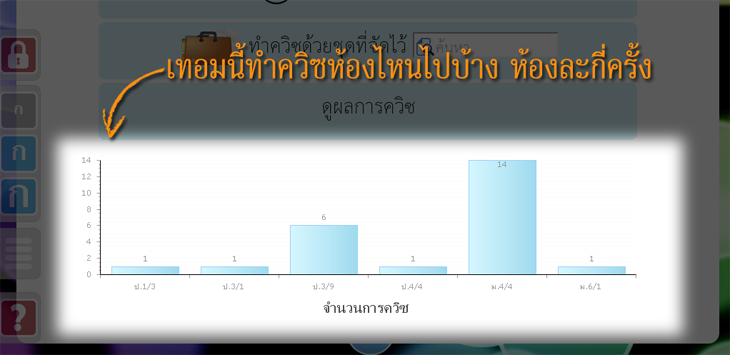 ทำควิซด้วยชุดที่จัดไว้ ค้นหา
เทอมนี้ทำควิซห้องไหนไปบ้าง ห้องละกี่ครั้ง
ดูผลการควิซ
ก
ก
ก
?
14
12
10
8
6
4
2
0
1 1 6 1 14 1
ป.1/3 ป.3/1 ป.3/9 ป.4/4 ม.4/4 ม.6/1
จำนวนการควิซ